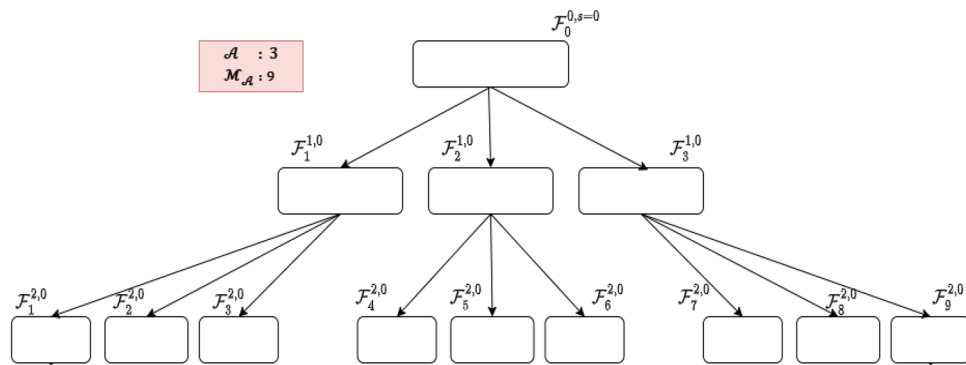 𝓕₀^{0,s=0}
𝓐 : 3
𝓜_𝓐 : 9
𝓕₁^{1,0} 𝓕₂^{1,0} 𝓕₃^{1,0}
𝓕₁^{2,0} 𝓕₂^{2,0} 𝓕₃^{2,0} 𝓕₄^{2,0} 𝓕₅^{2,0} 𝓕₆^{2,0} 𝓕₇^{2,0} 𝓕₈^{2,0} 𝓕₉^{2,0}